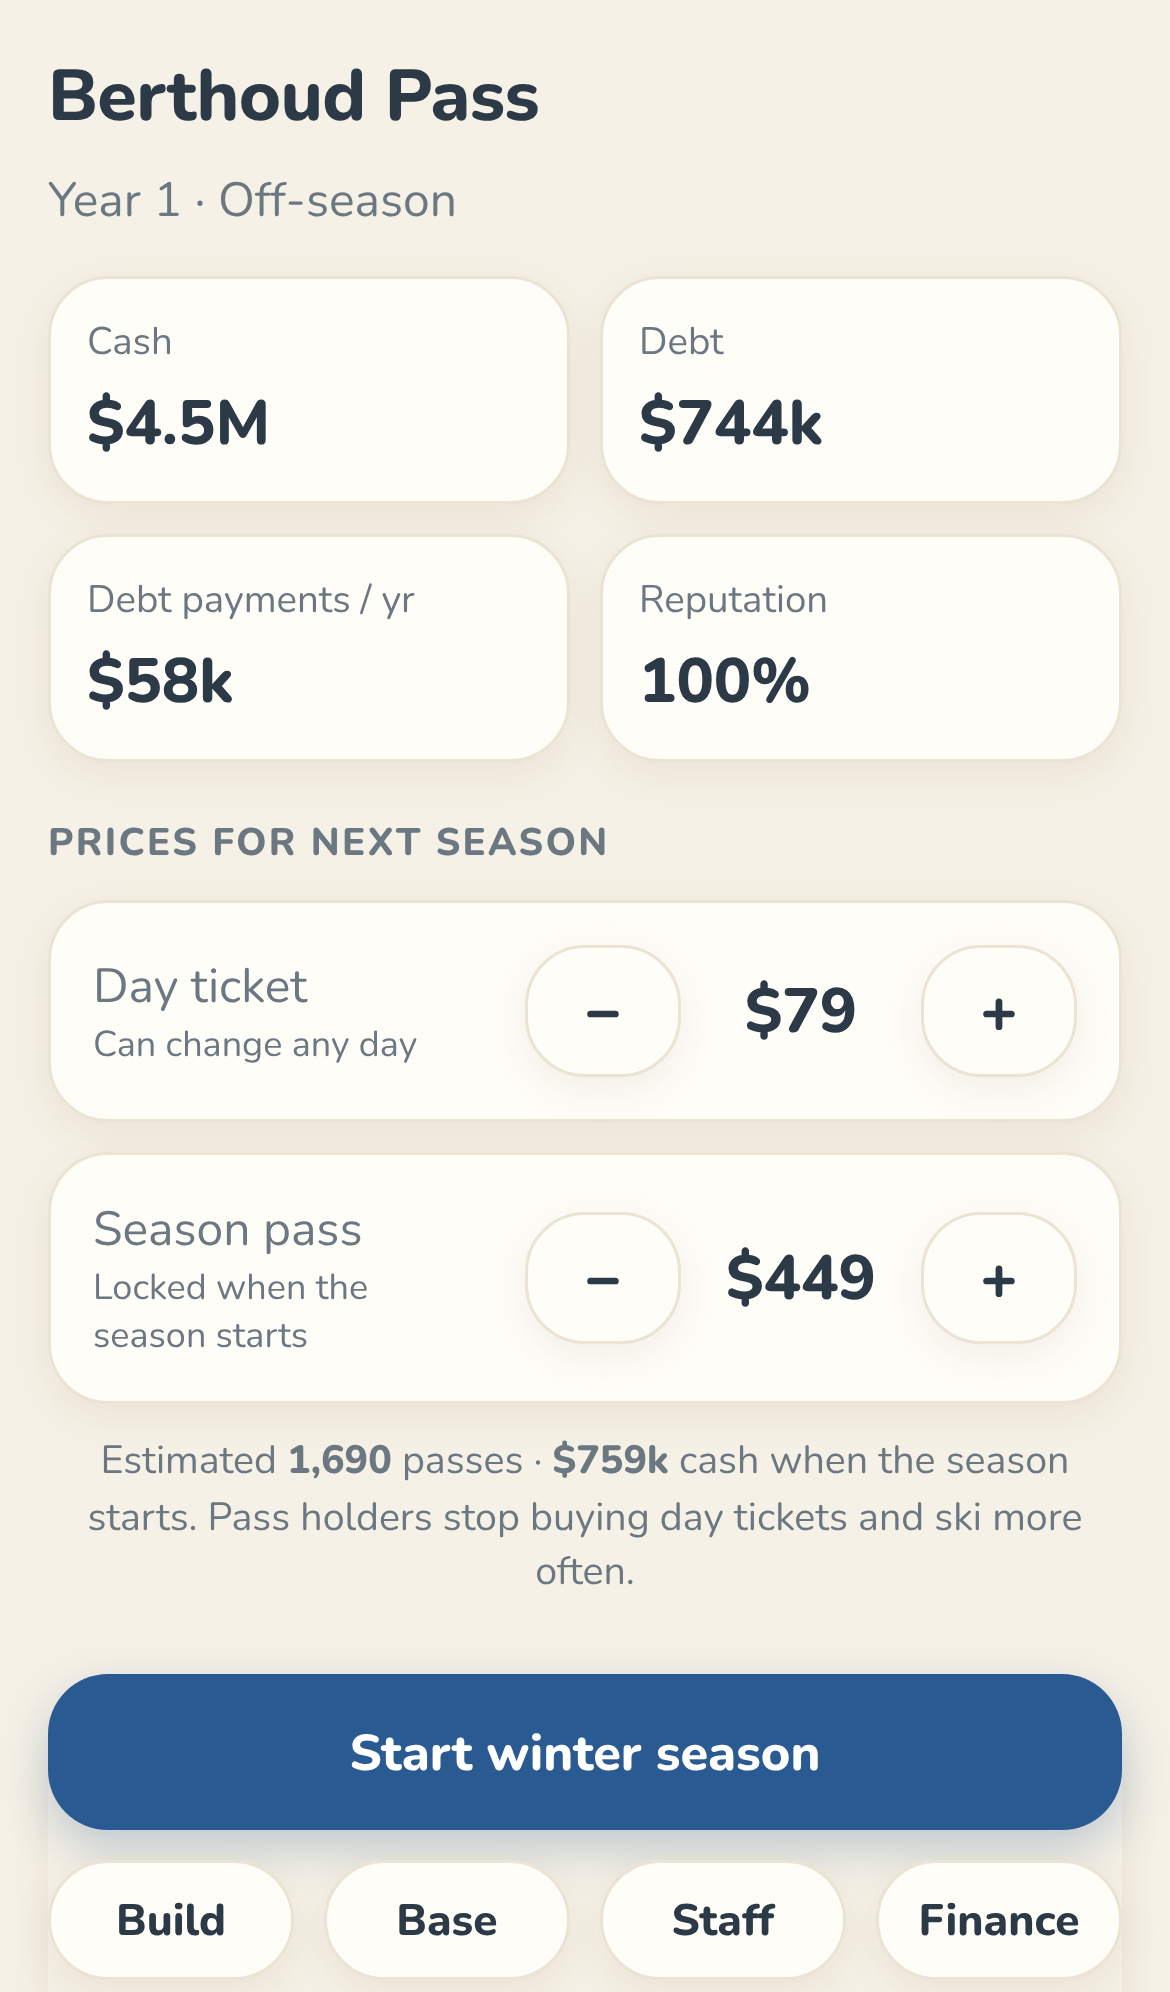 Berthoud Pass
Year 1 · Off-season
Cash
$4.5M
Debt
$744k
Debt payments / yr
$58k
Reputation
100%
PRICES FOR NEXT SEASON
Day ticket
Can change any day
− $79 +
Season pass
Locked when the
season starts
− $449 +
Estimated 1,690 passes · $759k cash when the season
starts. Pass holders stop buying day tickets and ski more
often.
Start winter season
Build Base Staff Finance